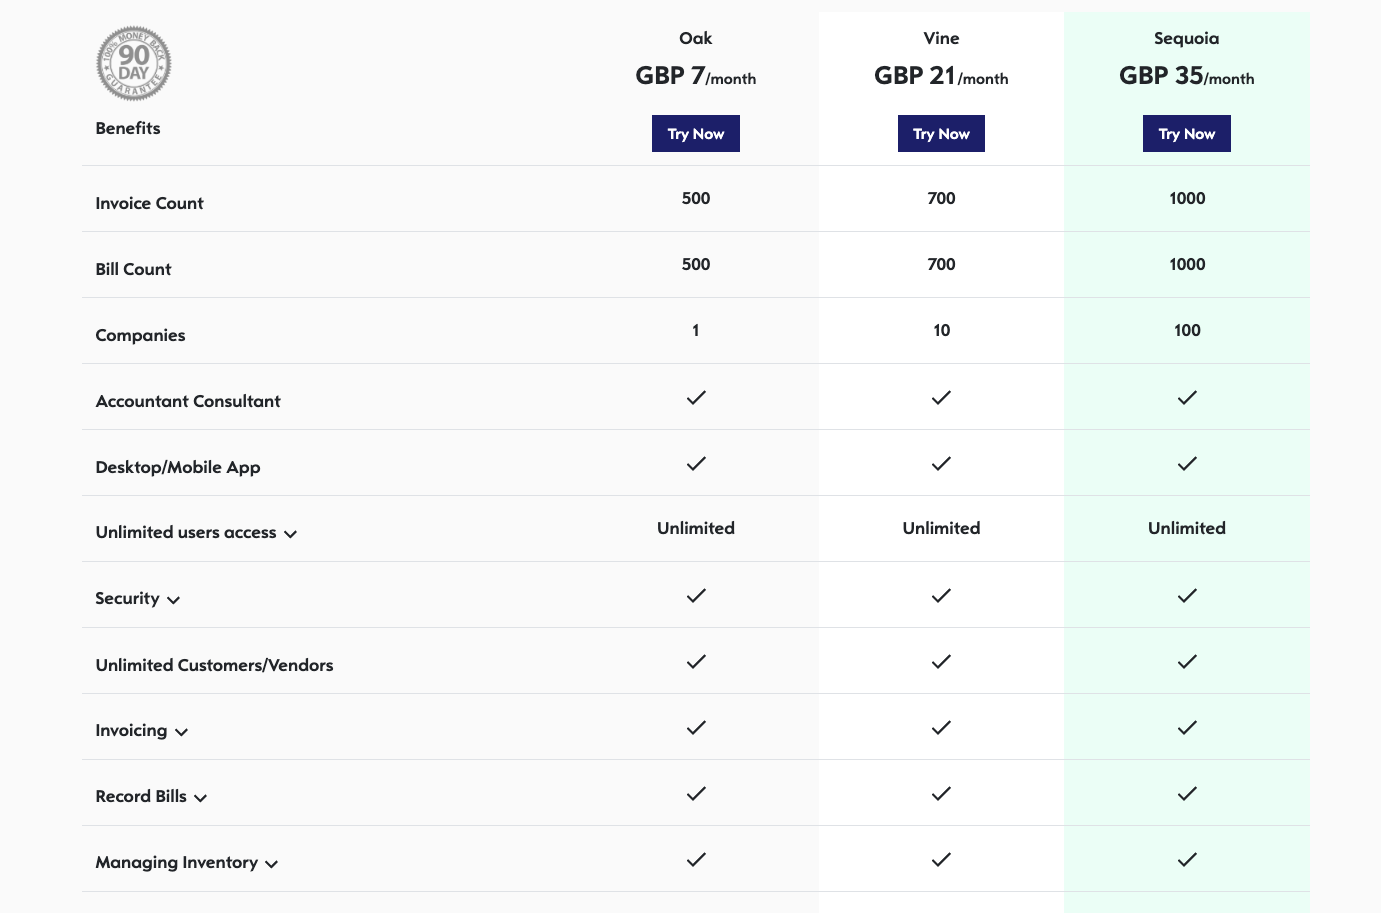 100% MONEY BACK
90
DAY
GUARANTEE
Benefits
Oak
GBP 7/month
Try Now
Vine
GBP 21/month
Try Now
Sequoia
GBP 35/month
Try Now
Invoice Count 500 700 1000
Bill Count 500 700 1000
Companies 1 10 100
Accountant Consultant
Desktop/Mobile App
Unlimited users access Unlimited Unlimited Unlimited
Security
Unlimited Customers/Vendors
Invoicing
Record Bills
Managing Inventory